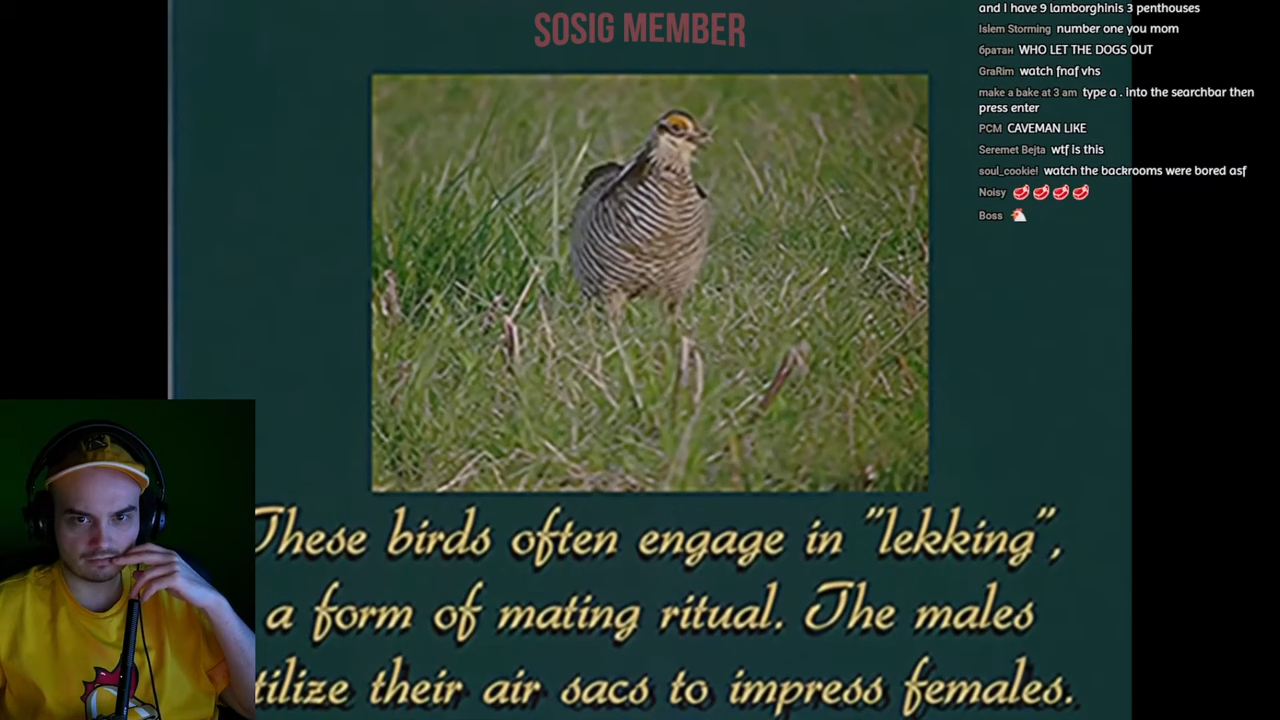 SOSIG MEMBER
and I have 9 lamborghinis 3 penthouses
Islem Storming number one you mom
братан WHO LET THE DOGS OUT
GraRim watch fnaf vhs
make a bake at 3 am type a . into the searchbar then
press enter
PCM CAVEMAN LIKE
Seremet Bejta wtf is this
soul_cookie! watch the backrooms were bored asf
Noisy 🥩🥩🥩🥩
Boss 🐔
These birds often engage in "lekking",
a form of mating ritual. The males
tilize their air sacs to impress females.